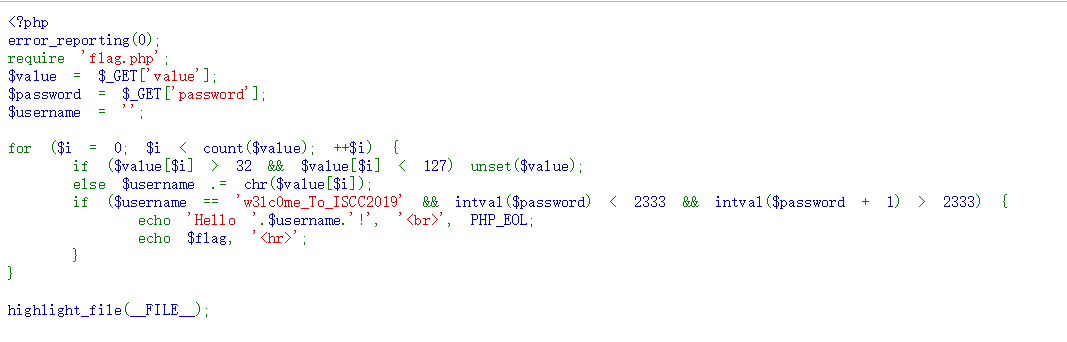 <?php
error_reporting(0);
require 'flag.php';
$value = $_GET['value'];
$password = $_GET['password'];
$username = '';
for ($i = 0; $i < count($value); ++$i) {
if ($value[$i] > 32 && $value[$i] < 127) unset($value);
else $username .= chr($value[$i]);
if ($username == 'w3lc0me_To_ISCC2019' && intval($password) < 2333 && intval($password + 1) > 2333) {
echo 'Hello '.$username.'!', '<br>', PHP_EOL;
echo $flag, '<hr>';
}
}
highlight_file(__FILE__);